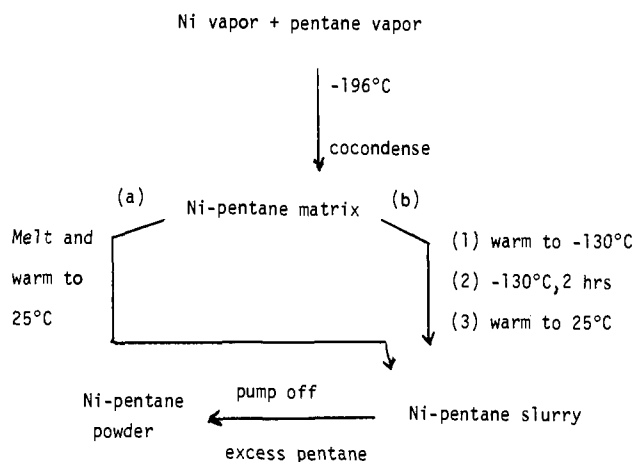 Ni vapor + pentane vapor
-196°C
cocondense
(a)
Ni-pentane matrix
(b)
Melt and
warm to
25°C
(1) warm to -130°C
(2) -130°C,2 hrs
(3) warm to 25°C
Ni-pentane
powder
pump off
excess pentane
Ni-pentane slurry